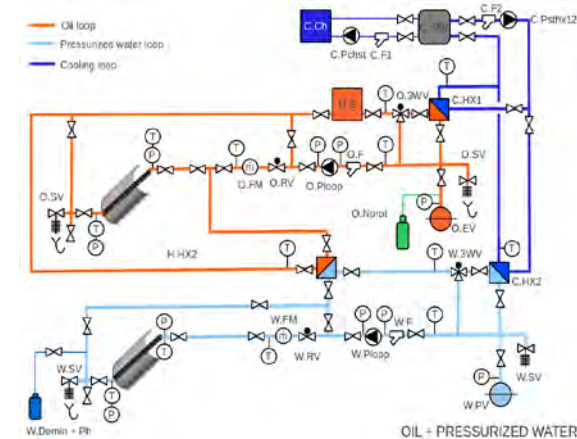 Oil loop
Pressurized water loop
Cooling loop
C.Ch
C.F2
C.Psthx12
C.Pchst
C.F1
T
T
O.3WV
C.HX1
T
P
T
P
P
T
m
O.F
O.SV
O.FM
O.RV
O.Ploop
O.SV
T
P
O.Nprot
P
O.EV
H.HX2
T
W.3WV
T
T
C.HX2
W.FM
P
P
W.F
T
P
T
m
T
W.RV
W.Ploop
W.SV
T
P
W.SV
P
W.PV
W.Demin + Ph
OIL + PRESSURIZED WATER